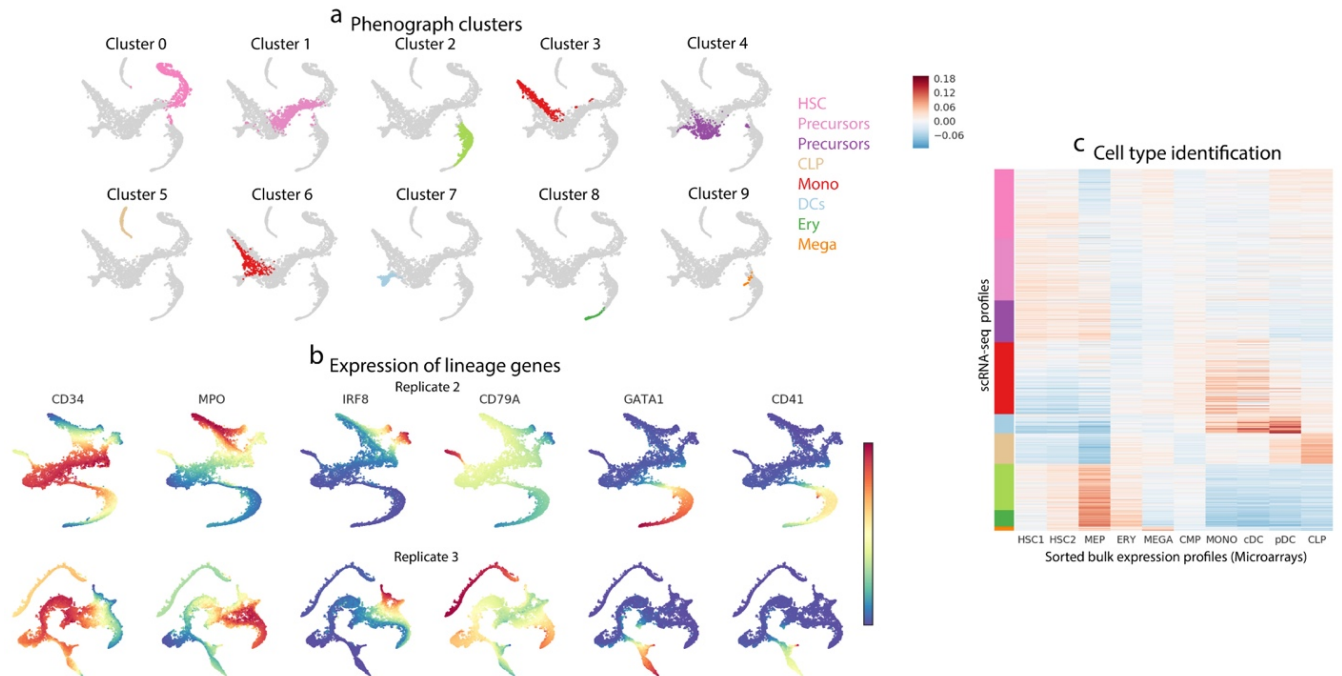 a Phenograph clusters
Cluster 0 Cluster 1 Cluster 2 Cluster 3 Cluster 4
Cluster 5 Cluster 6 Cluster 7 Cluster 8 Cluster 9
HSC
Precursors
Precursors
CLP
Mono
DCs
Ery
Mega
b Expression of lineage genes
Replicate 2
CD34 MPO IRF8 CD79A GATA1 CD41
Replicate 3
0.18
0.12
0.06
0.00
−0.06
c Cell type identification
scRNA-seq profiles
HSC1 HSC2 MEP ERY MEGA CMP MONO cDC pDC CLP
Sorted bulk expression profiles (Microarrays)